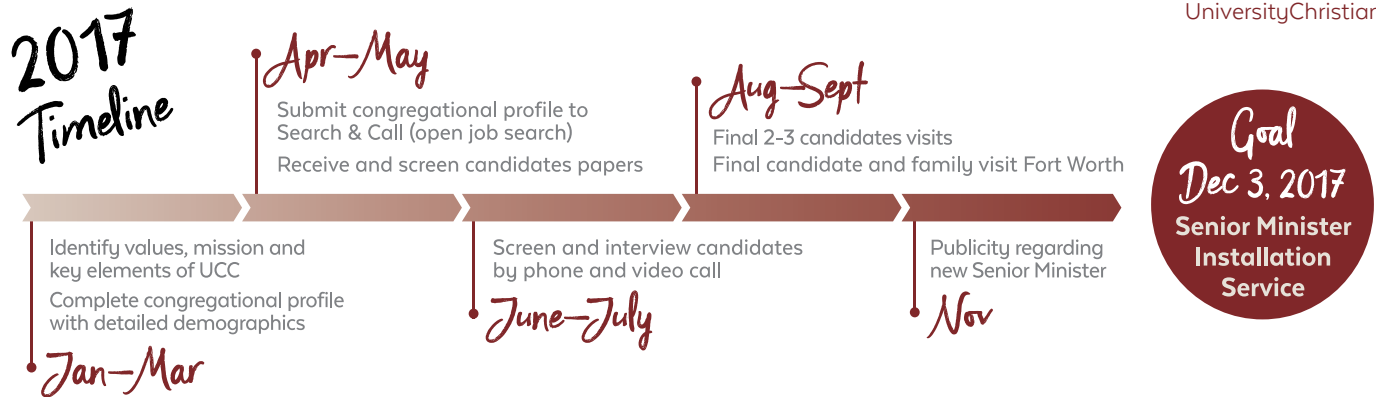 UniversityChristian
2017
Timeline
Apr–May
Submit congregational profile to
Search & Call (open job search)
Receive and screen candidates papers
Aug–Sept
Final 2-3 candidates visits
Final candidate and family visit Fort Worth
Goal
Dec 3, 2017
Senior Minister
Installation
Service
Identify values, mission and
key elements of UCC
Complete congregational profile
with detailed demographics
Jan–Mar
Screen and interview candidates
by phone and video call
June–July
Publicity regarding
new Senior Minister
Nov